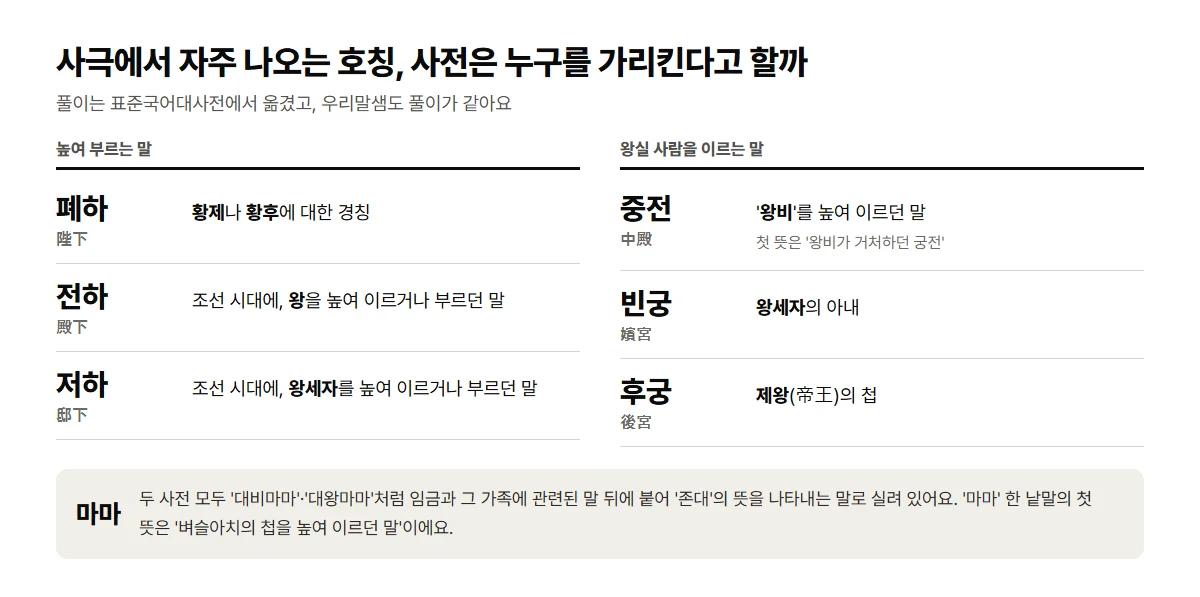 사극에서 자주 나오는 호칭, 사전은 누구를 가리킨다고 할까
풀이는 표준국어대사전에서 옮겼고, 우리말샘도 풀이가 같아요
높여 부르는 말
폐하
陛下
황제나 황후에 대한 경칭
전하
殿下
조선 시대에, 왕을 높여 이르거나 부르던 말
저하
邸下
조선 시대에, 왕세자를 높여 이르거나 부르던 말
왕실 사람을 이르는 말
중전
中殿
'왕비'를 높여 이르던 말
첫 뜻은 '왕비가 거처하던 궁전'
빈궁
嬪宮
왕세자의 아내
후궁
後宮
제왕(帝王)의 첩
마마
두 사전 모두 '대비마마'·'대왕마마'처럼 임금과 그 가족에 관련된 말 뒤에 붙어 '존대'의 뜻을 나타내는 말로 실려 있어요. '마마' 한 낱말의 첫
뜻은 '벼슬아치의 첩을 높여 이르던 말'이에요.